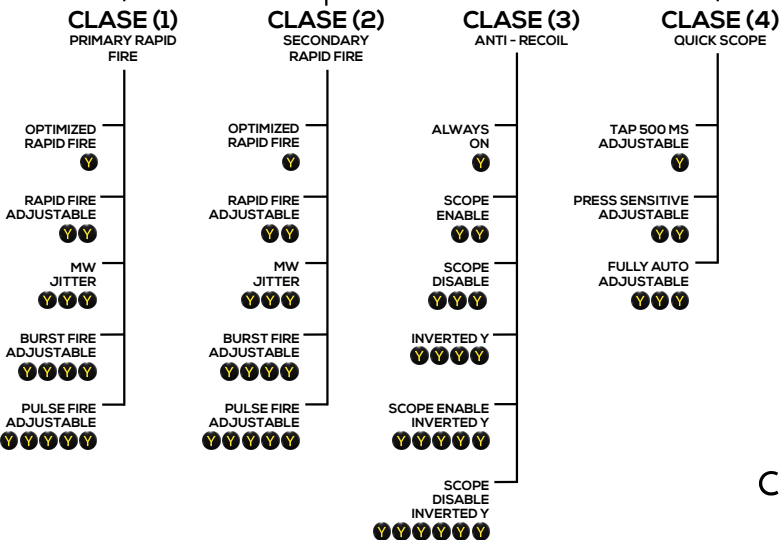 CLASE (1)
PRIMARY RAPID
FIRE
OPTIMIZED
RAPID FIRE
Y
RAPID FIRE
ADJUSTABLE
Y Y
MW
JITTER
Y Y Y
BURST FIRE
ADJUSTABLE
Y Y Y Y
PULSE FIRE
ADJUSTABLE
Y Y Y Y Y
CLASE (2)
SECONDARY
RAPID FIRE
OPTIMIZED
RAPID FIRE
Y
RAPID FIRE
ADJUSTABLE
Y Y
MW
JITTER
Y Y Y
BURST FIRE
ADJUSTABLE
Y Y Y Y
PULSE FIRE
ADJUSTABLE
Y Y Y Y Y
CLASE (3)
ANTI - RECOIL
ALWAYS
ON
Y
SCOPE
ENABLE
Y Y
SCOPE
DISABLE
Y Y Y
INVERTED Y
Y Y Y Y
SCOPE ENABLE
INVERTED Y
Y Y Y Y Y
SCOPE
DISABLE
INVERTED Y
Y Y Y Y Y Y
CLASE (4)
QUICK SCOPE
TAP 500 MS
ADJUSTABLE
Y
PRESS SENSITIVE
ADJUSTABLE
Y Y
FULLY AUTO
ADJUSTABLE
Y Y Y
C